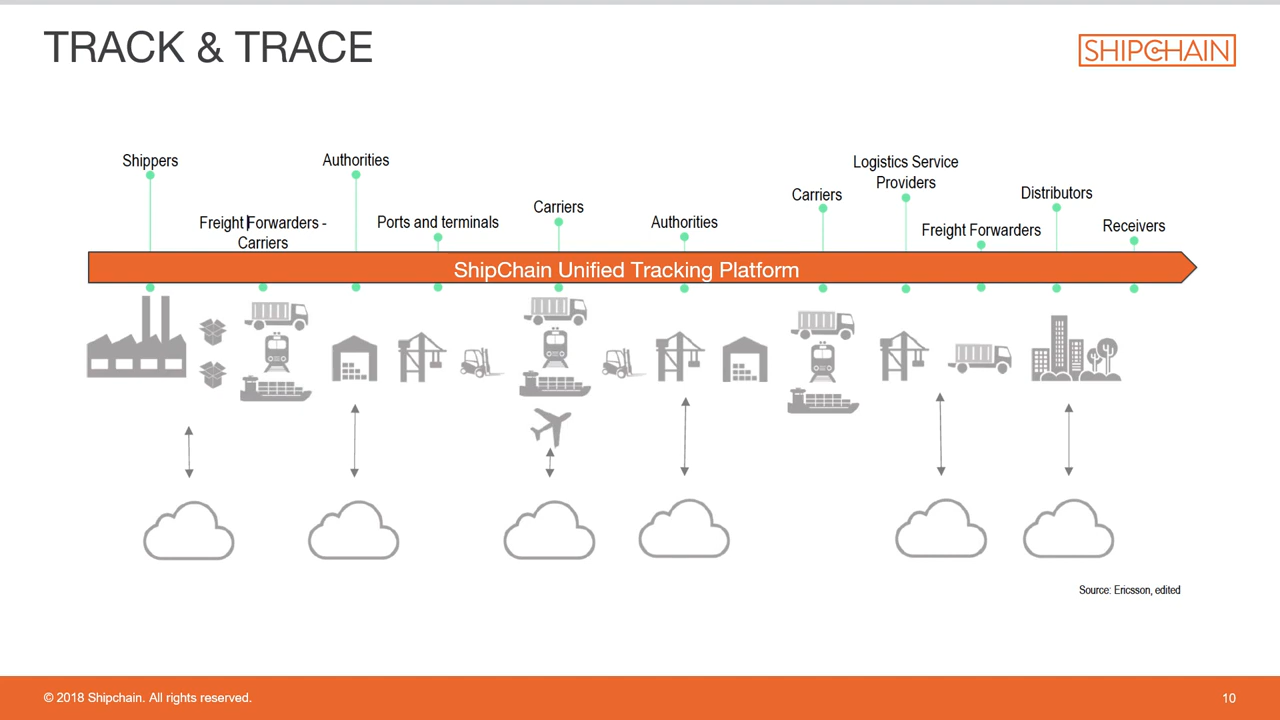 TRACK & TRACE
SHIPCHAIN
Shippers
Authorities
Logistics Service
Providers
Freight Forwarders -
Carriers
Ports and terminals
Carriers
Authorities
Carriers
Freight Forwarders
Distributors
Receivers
ShipChain Unified Tracking Platform
Source: Ericsson, edited
© 2018 Shipchain. All rights reserved.
10